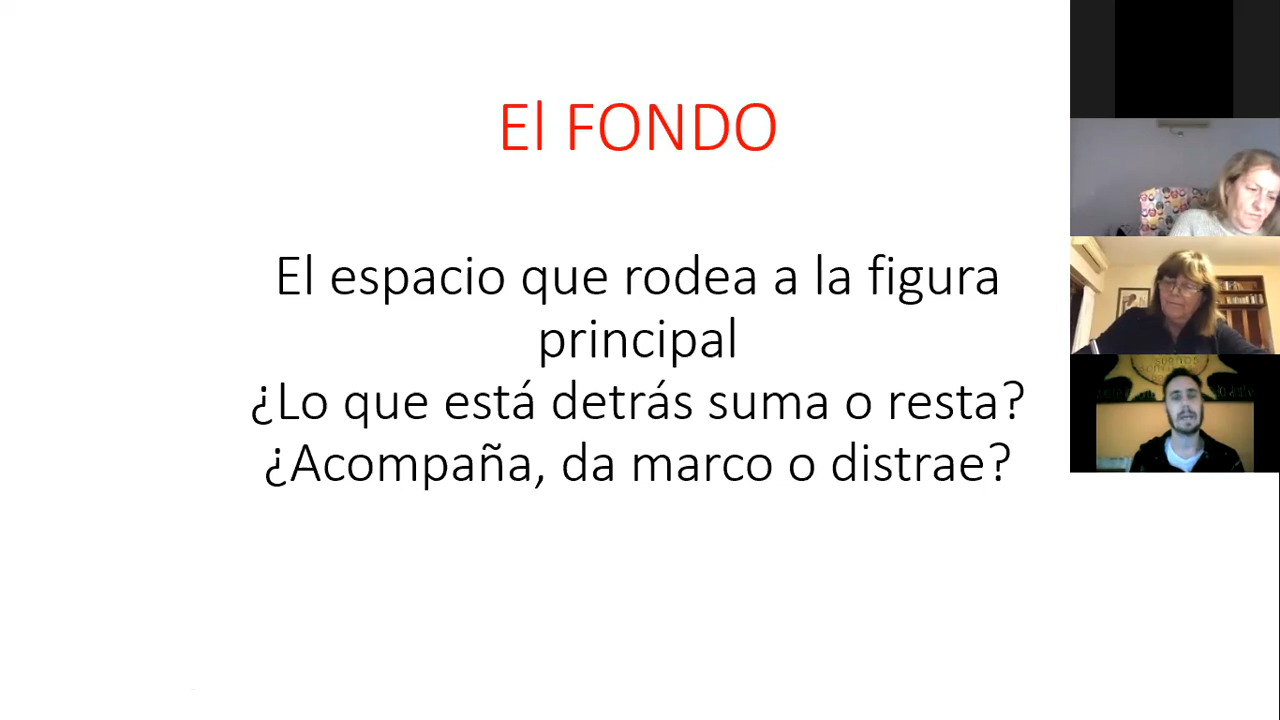 El FONDO
El espacio que rodea a la figura
principal
¿Lo que está detrás suma o resta?
¿Acompaña, da marco o distrae?